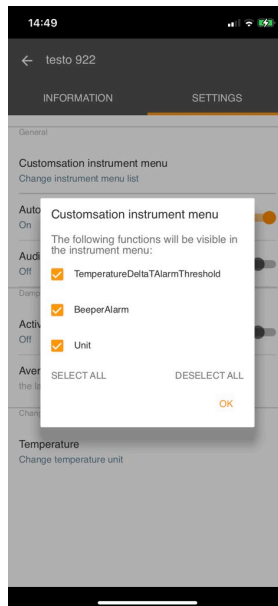 14:49
testo 922
INFORMATION
SETTINGS
General
Customsation instrument menu
Change instrument menu list
Auto
On
Customsation instrument menu
The following functions will be visible in
the instrument menu:
Audi
Off
TemperatureDeltaTAlarmThreshold
Damp
BeeperAlarm
Activ
Off
Unit
Aver
the la
SELECT ALL
DESELECT ALL
OK
Chang
Temperature
Change temperature unit